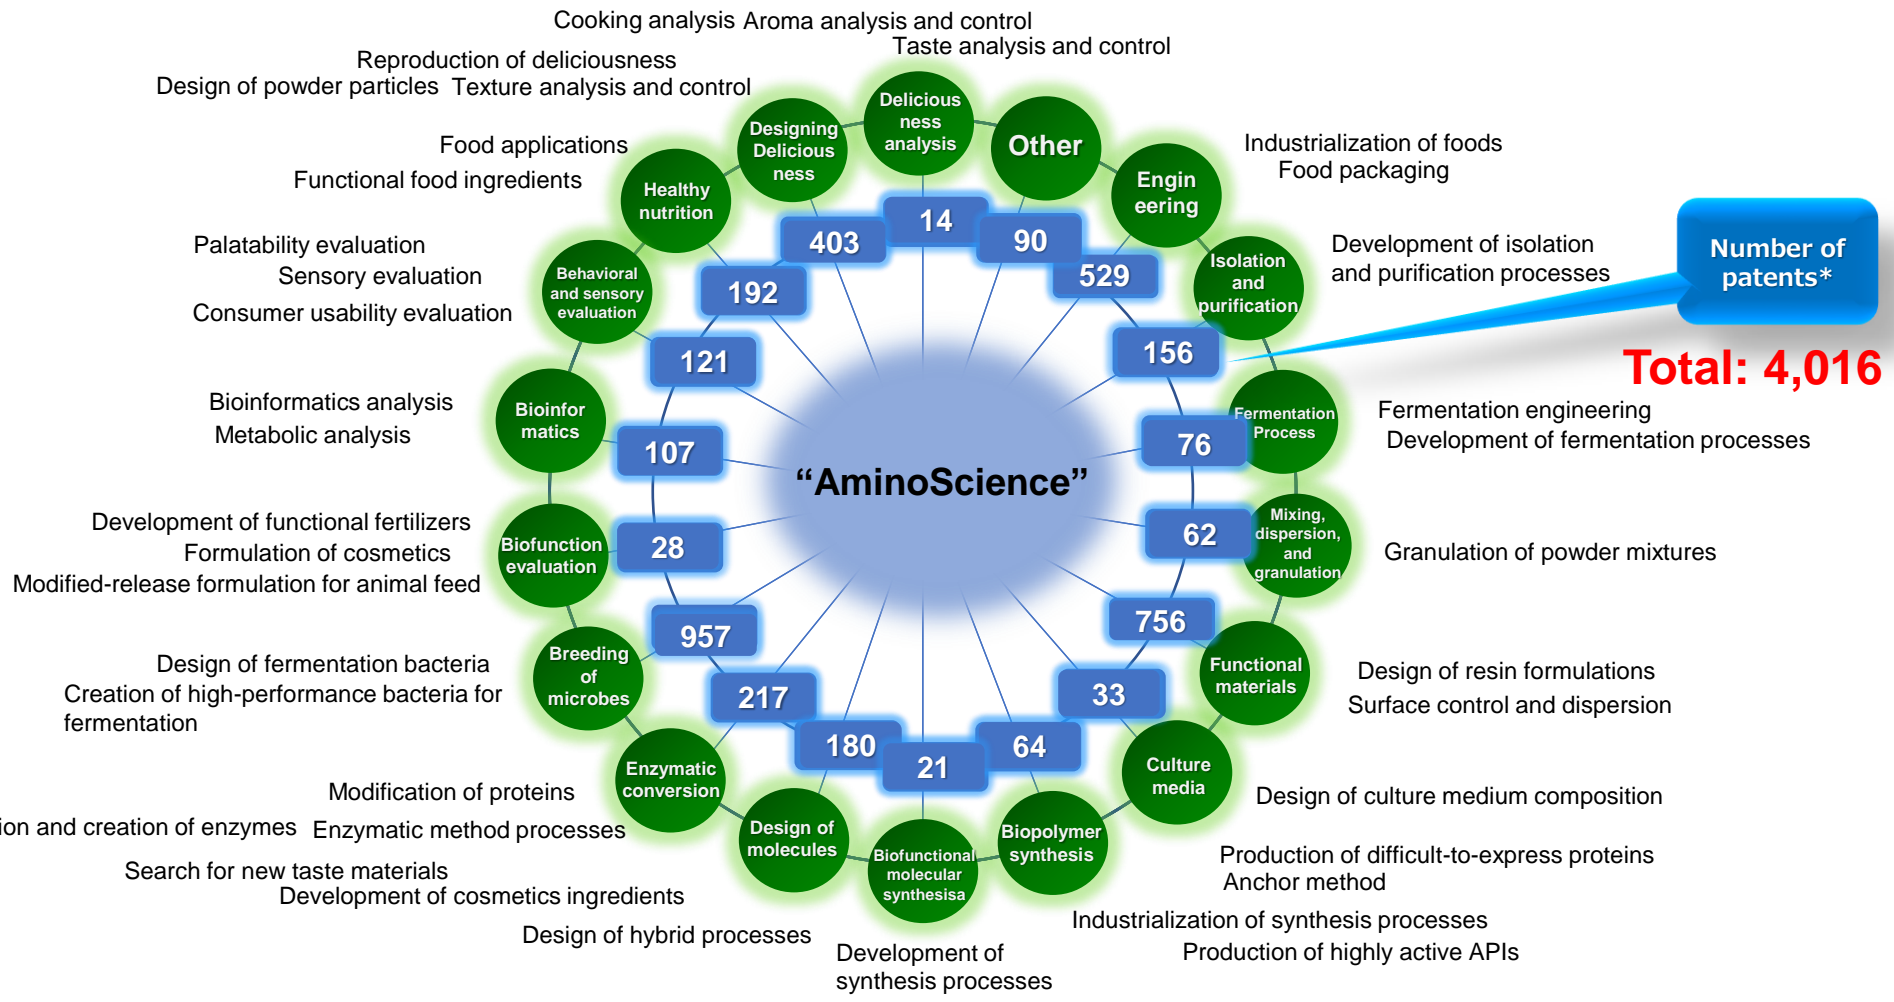 Cooking analysis
Aroma analysis and control
Taste analysis and control
Reproduction of deliciousness
Design of powder particles
Texture analysis and control
Food applications
Functional food ingredients
Palatability evaluation
Sensory evaluation
Consumer usability evaluation
Bioinformatics analysis
Metabolic analysis
Development of functional fertilizers
Formulation of cosmetics
Modified-release formulation for animal feed
Design of fermentation bacteria
Creation of high-performance bacteria for
fermentation
Modification of proteins
ion and creation of enzymes
Enzymatic method processes
Search for new taste materials
Development of cosmetics ingredients
Design of hybrid processes
Development of
synthesis processes
Industrialization of synthesis processes
Production of highly active APIs
Production of difficult-to-express proteins
Anchor method
Design of culture medium composition
Design of resin formulations
Surface control and dispersion
Granulation of powder mixtures
Fermentation engineering
Development of fermentation processes
Development of isolation
and purification processes
Industrialization of foods
Food packaging
Number of
patents*
Total: 4,016
Delicious
ness
analysis
14
Other
90
Engin
eering
529
Isolation
and
purification
156
Fermentation
Process
76
Mixing,
dispersion,
and
granulation
62
Functional
materials
756
Culture
media
33
Biopolymer
synthesis
64
Biofunctional
molecular
synthesisa
21
Design of
molecules
180
Enzymatic
conversion
217
Breeding
of
microbes
957
Biofunction
evaluation
28
Bioinfor
matics
107
Behavioral
and sensory
evaluation
121
Healthy
nutrition
192
Designing
Delicious
ness
403
“AminoScience”